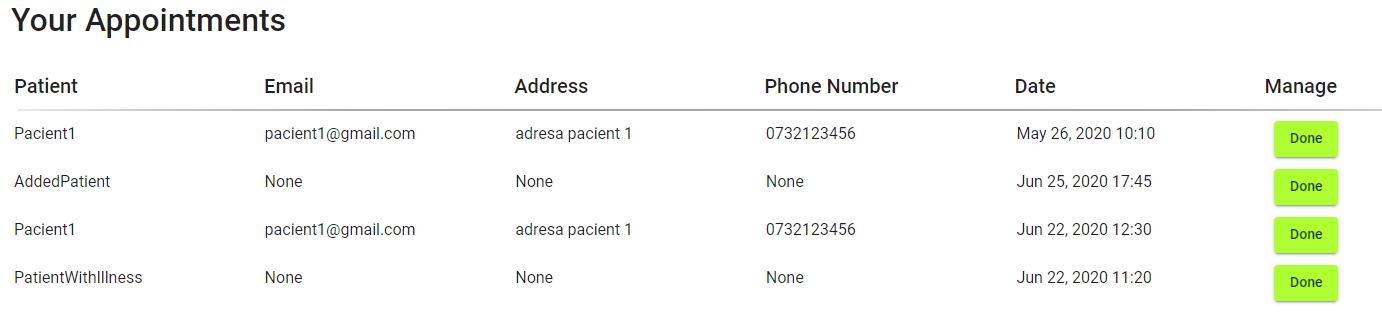 Your Appointments
Patient Email Address Phone Number Date Manage
Pacient1 pacient1@gmail.com adresa pacient 1 0732123456 May 26, 2020 10:10 Done
AddedPatient None None None Jun 25, 2020 17:45 Done
Pacient1 pacient1@gmail.com adresa pacient 1 0732123456 Jun 22, 2020 12:30 Done
PatientWithIllness None None None Jun 22, 2020 11:20 Done